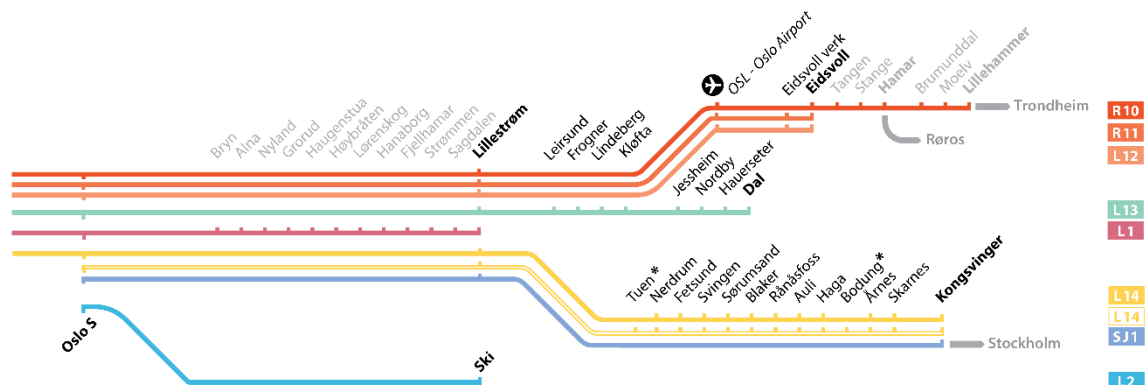 OSL - Oslo Airport
Eidsvoll verk
Eidsvoll
Tangen
Stange
Hamar
Brumunddal
Moelv
Lillehammer
Trondheim
Røros
R10
R11
L12
Bryn
Alna
Nyland
Grorud
Haugenstua
Høybråten
Lørenskog
Hanaborg
Fjellhamar
Strømmen
Sagdalen
Lillestrøm
Leirsund
Frogner
Lindeberg
Kløfta
Jessheim
Nordby
Hauerseter
Dal
L13
L1
Tuen *
Nerdrum
Fetsund
Svingen
Sørumsand
Blaker
Rånåsfoss
Auli
Haga
Bodung *
Årnes
Skarnes
Kongsvinger
L14
L14
SJ1
Stockholm
Oslo S
Ski
L2